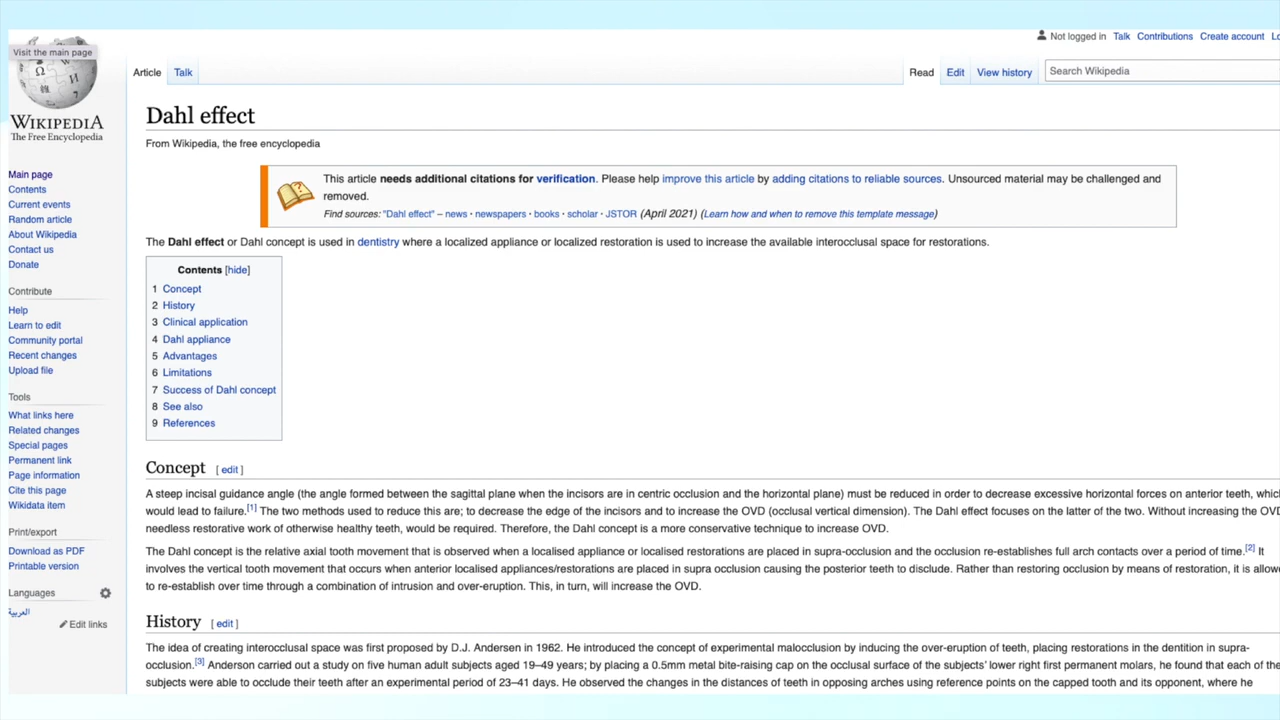 Not logged in Talk Contributions Create account
Visit the main page
WIKIPEDIA
The Free Encyclopedia
Article Talk Read Edit View history Search Wikipedia
Main page
Contents
Current events
Random article
About Wikipedia
Contact us
Donate
Contribute
Help
Learn to edit
Community portal
Recent changes
Upload file
Tools
What links here
Related changes
Special pages
Permanent link
Page information
Cite this page
Wikidata item
Print/export
Download as PDF
Printable version
Languages
العربية
Edit links
Dahl effect
From Wikipedia, the free encyclopedia
This article needs additional citations for verification. Please help improve this article by adding citations to reliable sources. Unsourced material may be challenged and
removed.
Find sources: "Dahl effect" – news · newspapers · books · scholar · JSTOR (April 2021) (Learn how and when to remove this template message)
The Dahl effect or Dahl concept is used in dentistry where a localized appliance or localized restoration is used to increase the available interocclusal space for restorations.
Contents [hide]
1 Concept
2 History
3 Clinical application
4 Dahl appliance
5 Advantages
6 Limitations
7 Success of Dahl concept
8 See also
9 References
Concept [ edit ]
A steep incisal guidance angle (the angle formed between the sagittal plane when the incisors are in centric occlusion and the horizontal plane) must be reduced in order to decrease excessive horizontal forces on anterior teeth,
would lead to failure.[1] The two methods used to reduce this are; to decrease the edge of the incisors and to increase the OVD (occlusal vertical dimension). The Dahl effect focuses on the latter of the two. Without increasing the
needless restorative work of otherwise healthy teeth, would be required. Therefore, the Dahl concept is a more conservative technique to increase OVD.
The Dahl concept is the relative axial tooth movement that is observed when a localised appliance or localised restorations are placed in supra-occlusion and the occlusion re-establishes full arch contacts over a period of time.[2] It
involves the vertical tooth movement that occurs when anterior localised appliances/restorations are placed in supra occlusion causing the posterior teeth to disclude. Rather than restoring occlusion by means of restoration, it is
to re-establish over time through a combination of intrusion and over-eruption. This, in turn, will increase the OVD.
History [ edit ]
The idea of creating interocclusal space was first proposed by D.J. Andersen in 1962. He introduced the concept of experimental malocclusion by inducing the over-eruption of teeth, placing restorations in the dentition in supra-
occlusion.[3] Anderson carried out a study on five human adult subjects aged 19–49 years; by placing a 0.5mm metal bite-raising cap on the occlusal surface of the subjects' lower right first permanent molars, he found that each of the
subjects were able to occlude their teeth after an experimental period of 23–41 days. He observed the changes in the distances of teeth in opposing arches using reference points on the capped tooth and its opponent, where he